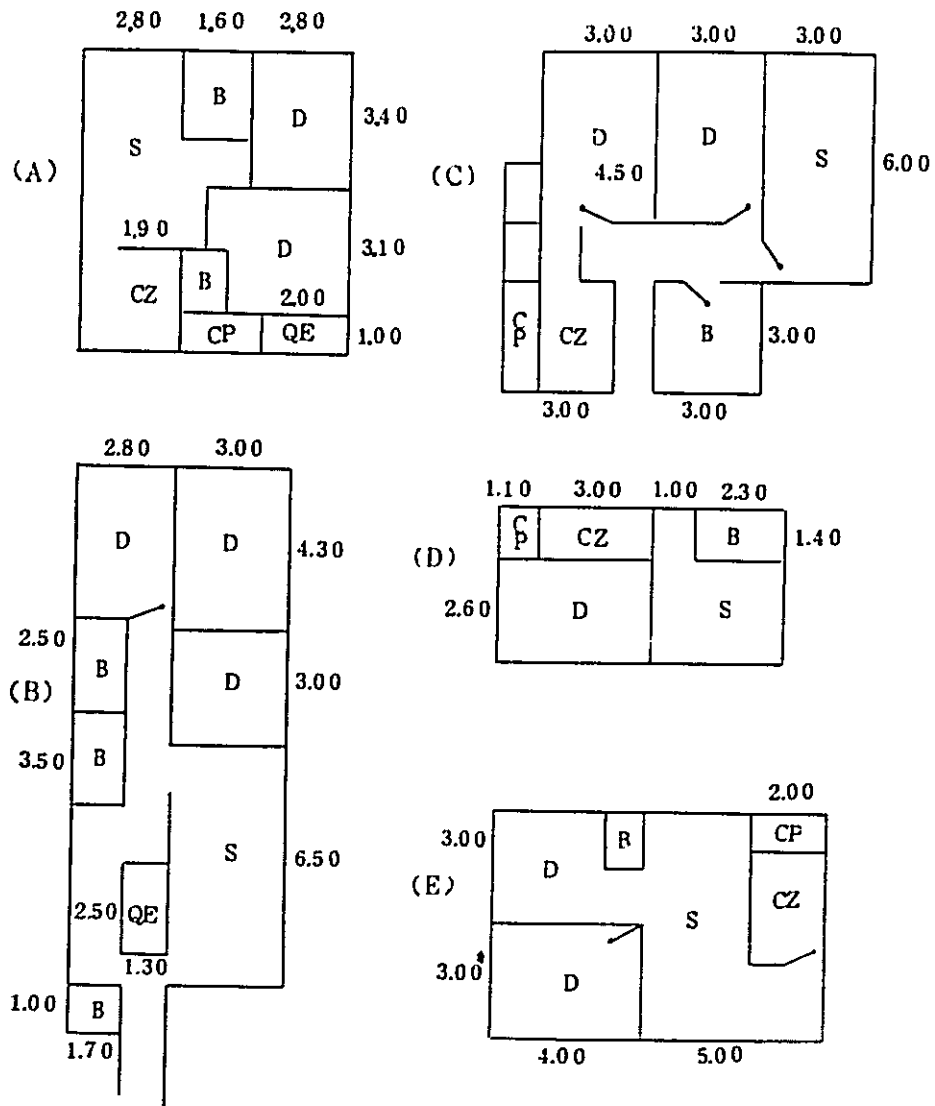 2,80 1,60 2,80
B
D
3,40
S
(A)
1,90
D
3,10
CZ
B
2,00
CP QE
1.00
3.00 3.00 3.00
D D
S
4.50
6.00
(C)
CP
CZ
B
3.00
3.00 3.00
2.80 3.00
D D
4.30
2.50
B
D
3.00
(B)
3.50
B
S
6.50
2.50
QE
1.30
1.00
B
1.70
1.10 3.00 1.00 2.30
CP
CZ
B
1.40
(D)
2.60
D
S
2.00
3.00
B
CP
D
CZ
(E)
S
3.00*
D
4.00 5.00